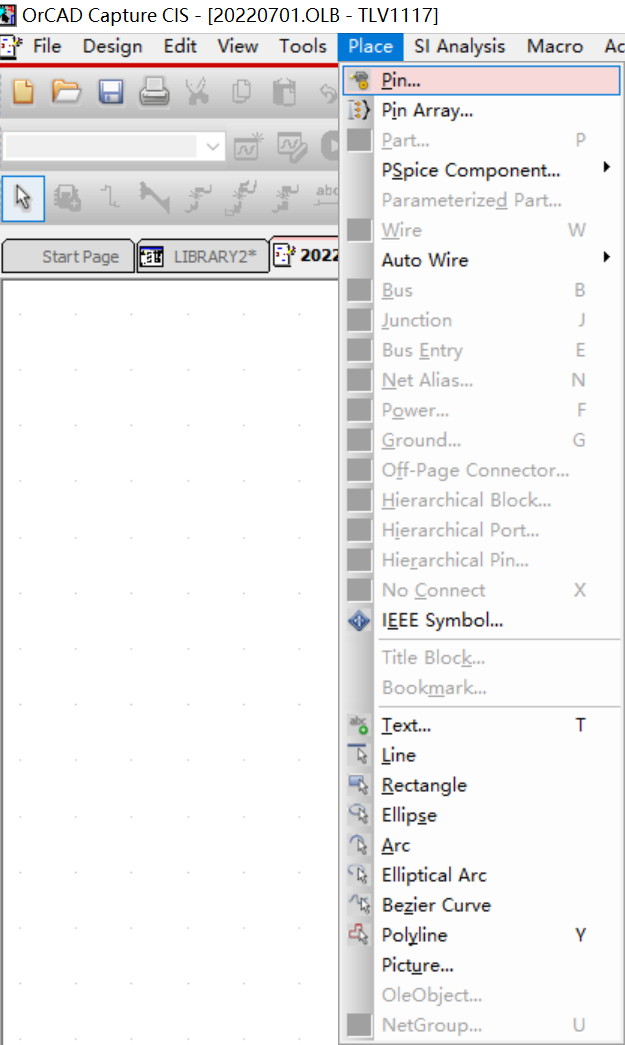 OrCAD Capture CIS - [20220701.OLB - TLV1117]
File Design Edit View Tools Place SI Analysis Macro Ac
Pin...
Pin Array...
Part... P
PSpice Component...
Parameterized Part...
Wire W
Auto Wire
Bus B
Junction J
Bus Entry E
Net Alias... N
Power... F
Ground... G
Off-Page Connector...
Hierarchical Block...
Hierarchical Port...
Hierarchical Pin...
No Connect X
IEEE Symbol...
Title Block...
Bookmark...
Text... T
Line
Rectangle
Ellipse
Arc
Elliptical Arc
Bezier Curve
Polyline Y
Picture...
OleObject...
NetGroup... U
abc
Start Page LIBRARY2* 2022